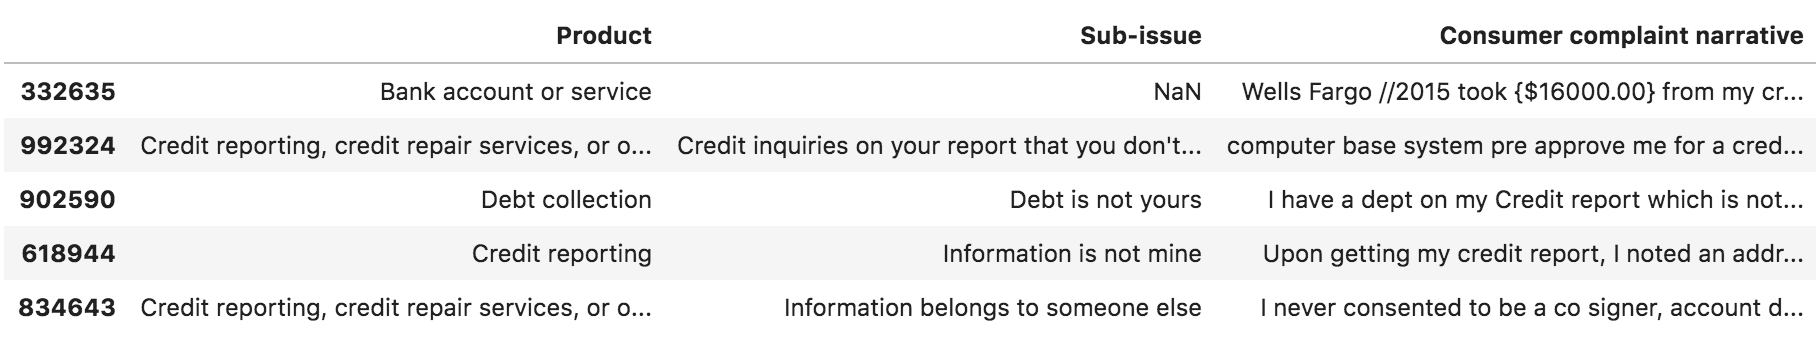 Product Sub-issue Consumer complaint narrative
332635 Bank account or service NaN Wells Fargo //2015 took {$16000.00} from my cr...
992324 Credit reporting, credit repair services, or o... Credit inquiries on your report that you don't... computer base system pre approve me for a cred...
902590 Debt collection Debt is not yours I have a dept on my Credit report which is not...
618944 Credit reporting Information is not mine Upon getting my credit report, I noted an addr...
834643 Credit reporting, credit repair services, or o... Information belongs to someone else I never consented to be a co signer, account d...